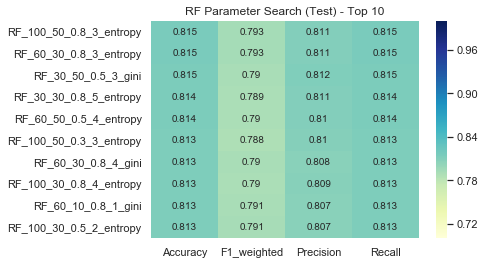 RF Parameter Search (Test) - Top 10
RF_100_50_0.8_3_entropy 0.815 0.793 0.811 0.815
RF_60_30_0.8_3_entropy 0.815 0.793 0.811 0.815
RF_30_50_0.5_3_gini 0.815 0.79 0.812 0.815
RF_30_30_0.8_5_entropy 0.814 0.789 0.811 0.814
RF_60_50_0.5_4_entropy 0.814 0.79 0.81 0.814
RF_100_50_0.3_3_entropy 0.813 0.788 0.81 0.813
RF_60_30_0.8_4_gini 0.813 0.79 0.808 0.813
RF_100_30_0.8_4_entropy 0.813 0.79 0.809 0.813
RF_60_10_0.8_1_gini 0.813 0.791 0.807 0.813
RF_100_30_0.5_2_entropy 0.813 0.791 0.807 0.813
Accuracy F1_weighted Precision Recall
0.96
0.90
0.84
0.78
0.72